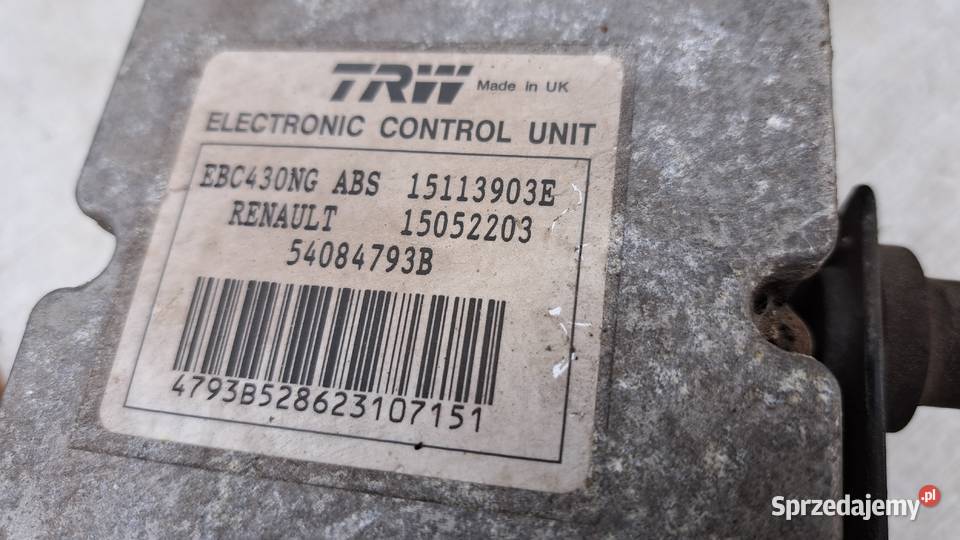 TRW Made in UK
ELECTRONIC CONTROL UNIT
EBC430NG ABS 15113903E
RENAULT 15052203
54084793B
4793B528623107151
Sprzedajemy.pl